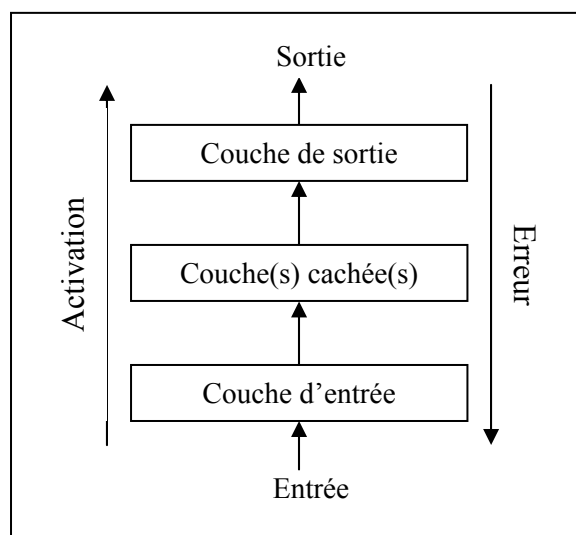 Sortie
Couche de sortie
Activation
Couche(s) cachée(s)
Erreur
Couche d’entrée
Entrée